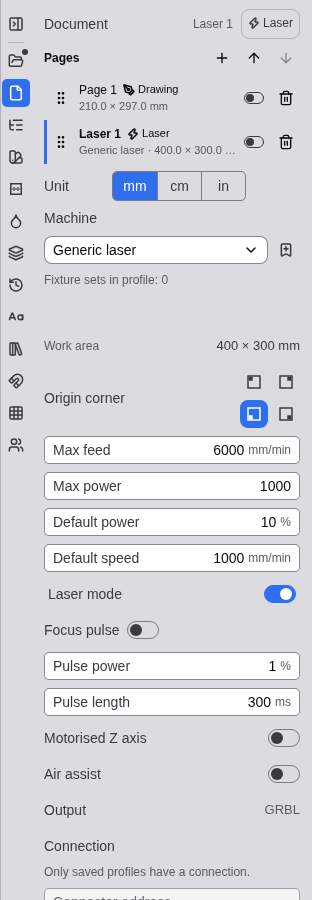 Document Laser 1 Laser
Pages
Page 1 Drawing
210.0 × 297.0 mm
Laser 1 Laser
Generic laser · 400.0 × 300.0 …
Unit mm cm in
Machine
Generic laser
Fixture sets in profile: 0
Work area 400 × 300 mm
Origin corner
Max feed 6000 mm/min
Max power 1000
Default power 10 %
Default speed 1000 mm/min
Laser mode
Focus pulse
Pulse power 1 %
Pulse length 300 ms
Motorised Z axis
Air assist
Output GRBL
Connection
Only saved profiles have a connection.
Connector address